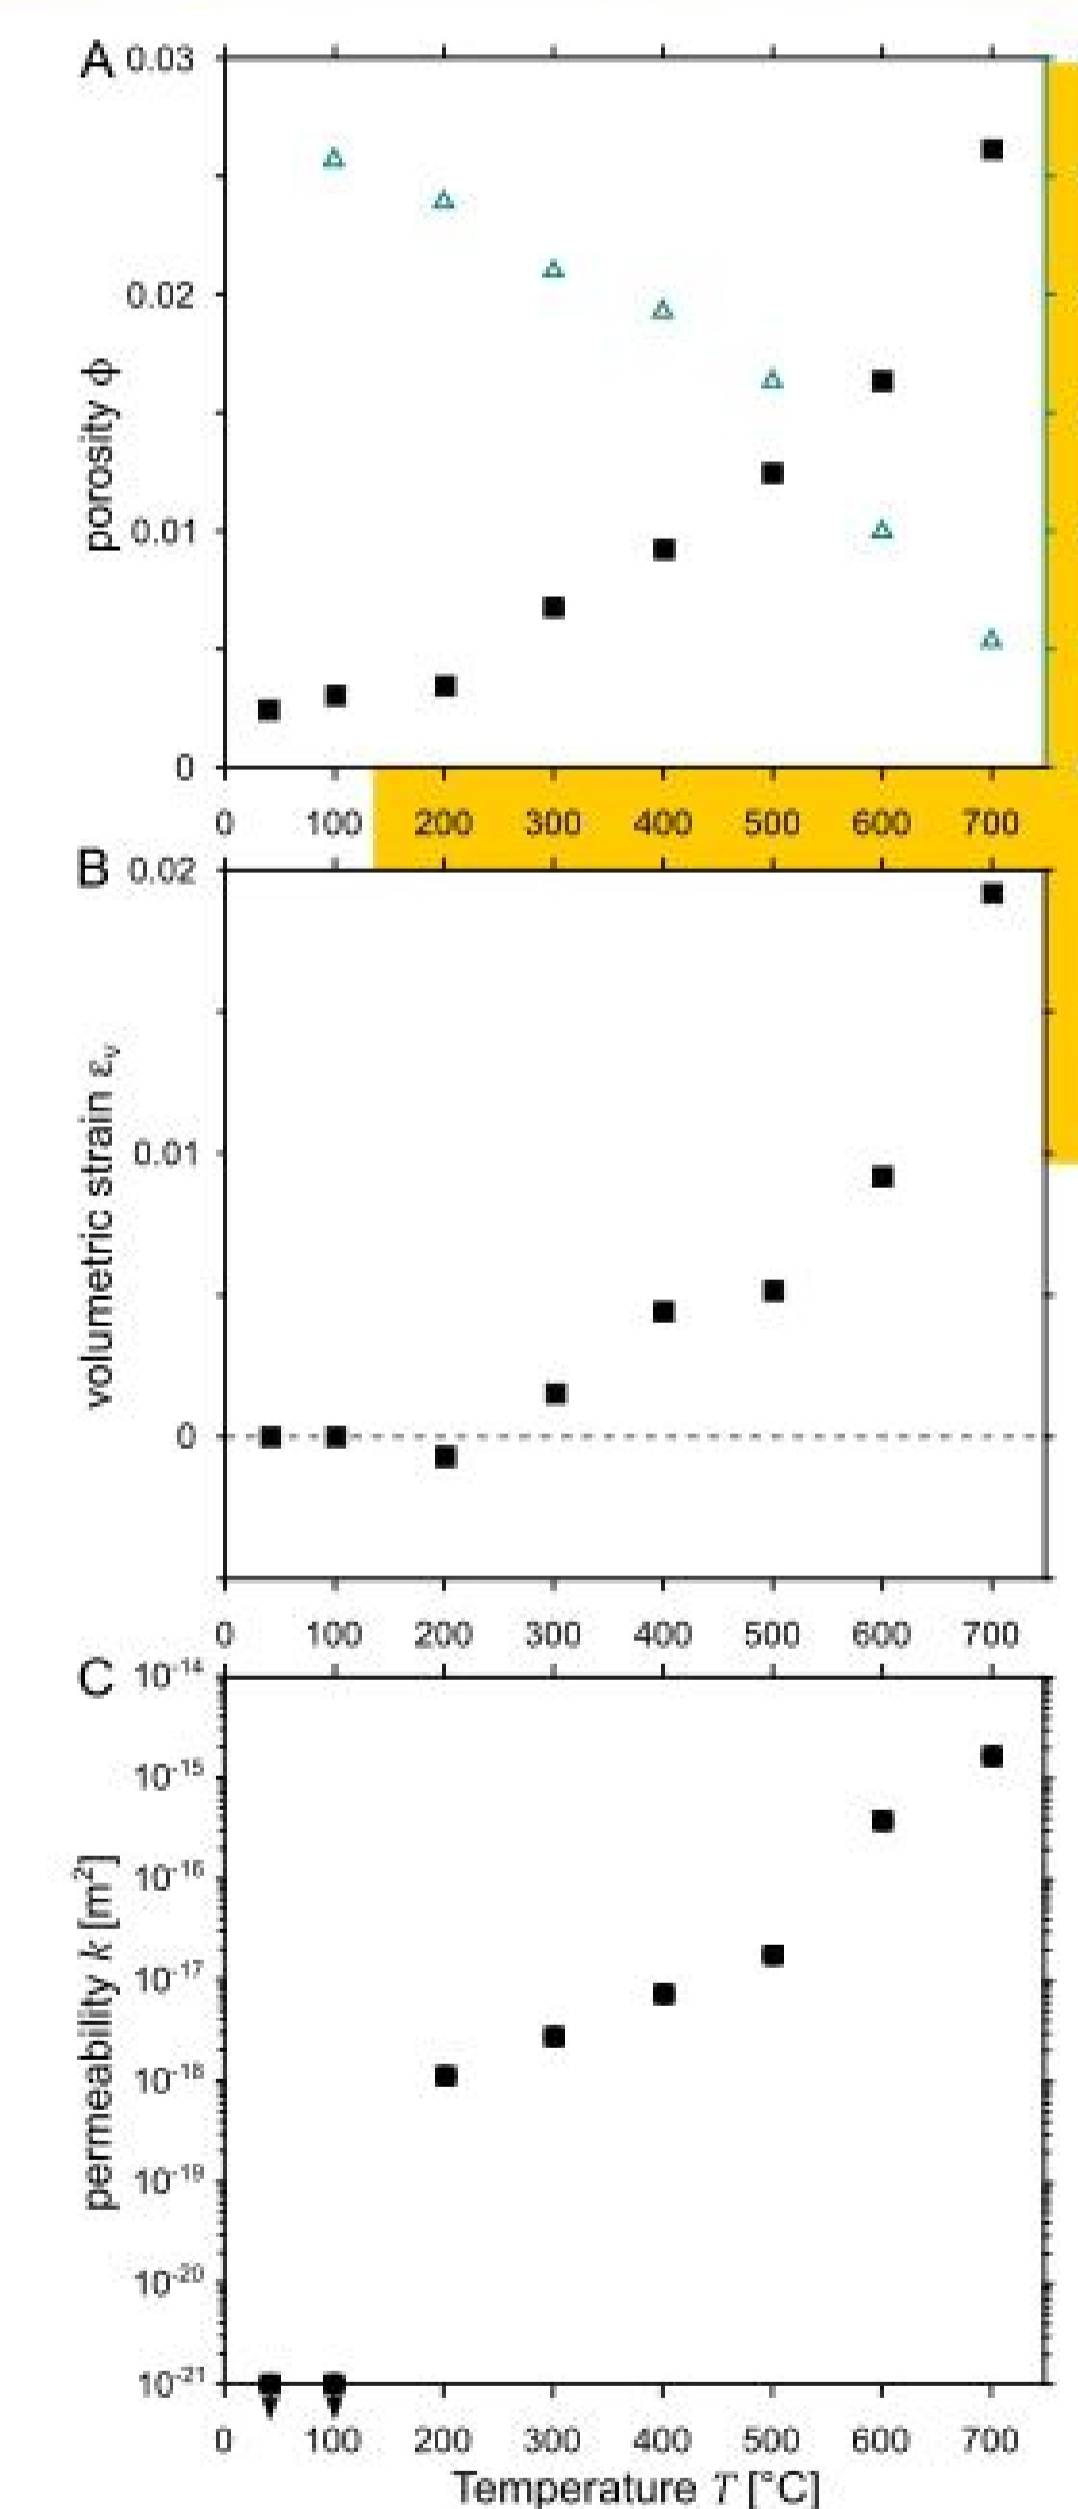 A 0.03
0.02
0.01
0
porosity ϕ
0 100 200 300 400 500 600 700
B 0.02
0.01
0
volumetric strain εᵥ
0 100 200 300 400 500 600 700
C 10⁻¹⁴
10⁻¹⁵
10⁻¹⁶
10⁻¹⁷
10⁻¹⁸
10⁻¹⁹
10⁻²⁰
10⁻²¹
permeability k [m²]
0 100 200 300 400 500 600 700
Temperature T [°C]